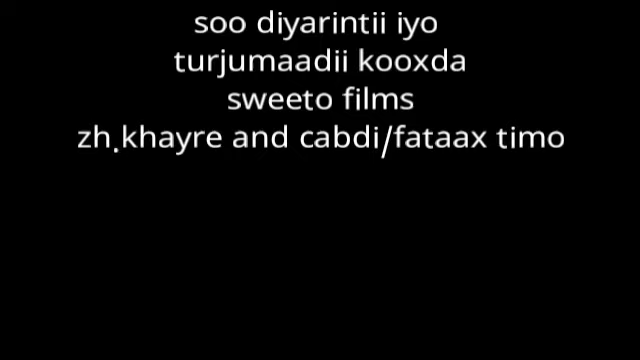 soo diyarintii iyo
turjumaadii kooxda
sweeto films
zh.khayre and cabdi/fataax timo